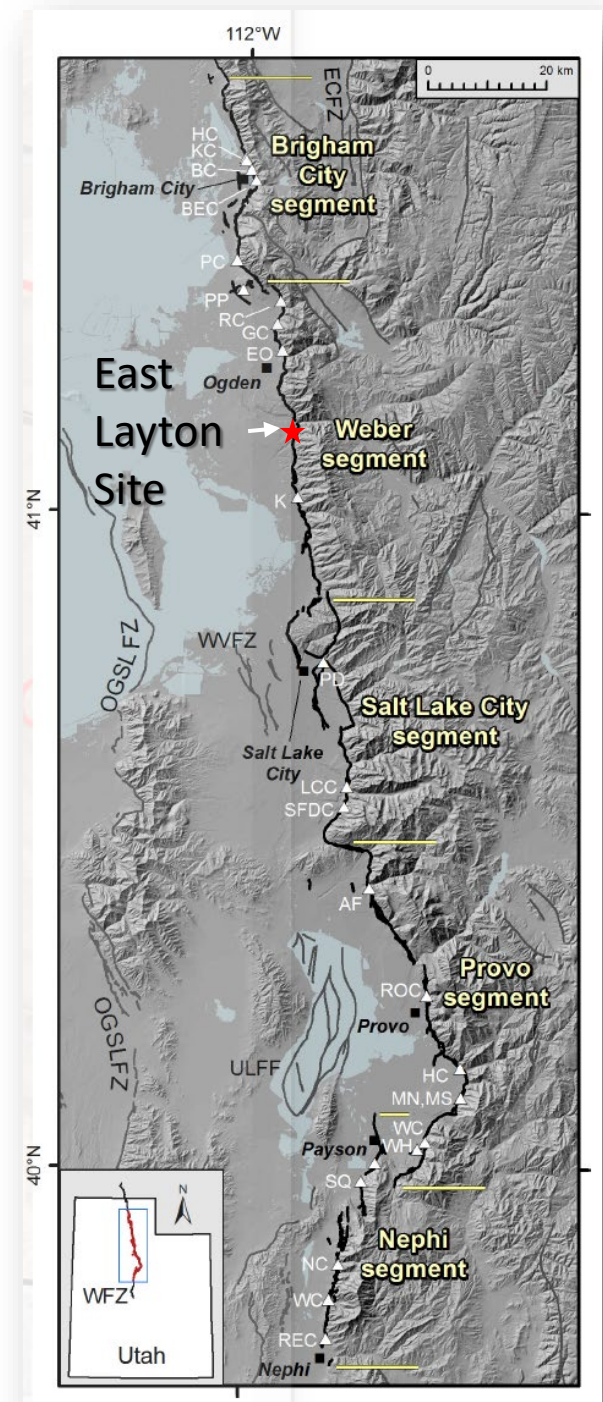 112°W
0 20 km
ECFZ
HC
KC
BC
Brigham City
BEC
Brigham
City
segment
PC
PP
RC
GC
EO
Ogden
East
Layton
Site
Weber
segment
41°N
K
OGSLFZ
WVFZ
PD
Salt Lake City
segment
Salt Lake
City
LCC
SFDC
AF
Provo
segment
ROC
Provo
OGSLFZ
ULFF
HC
MN,MS
WC
WH
Payson
40°N
SQ
Nephi
segment
NC
WC
REC
Nephi
N
WFZ
Utah